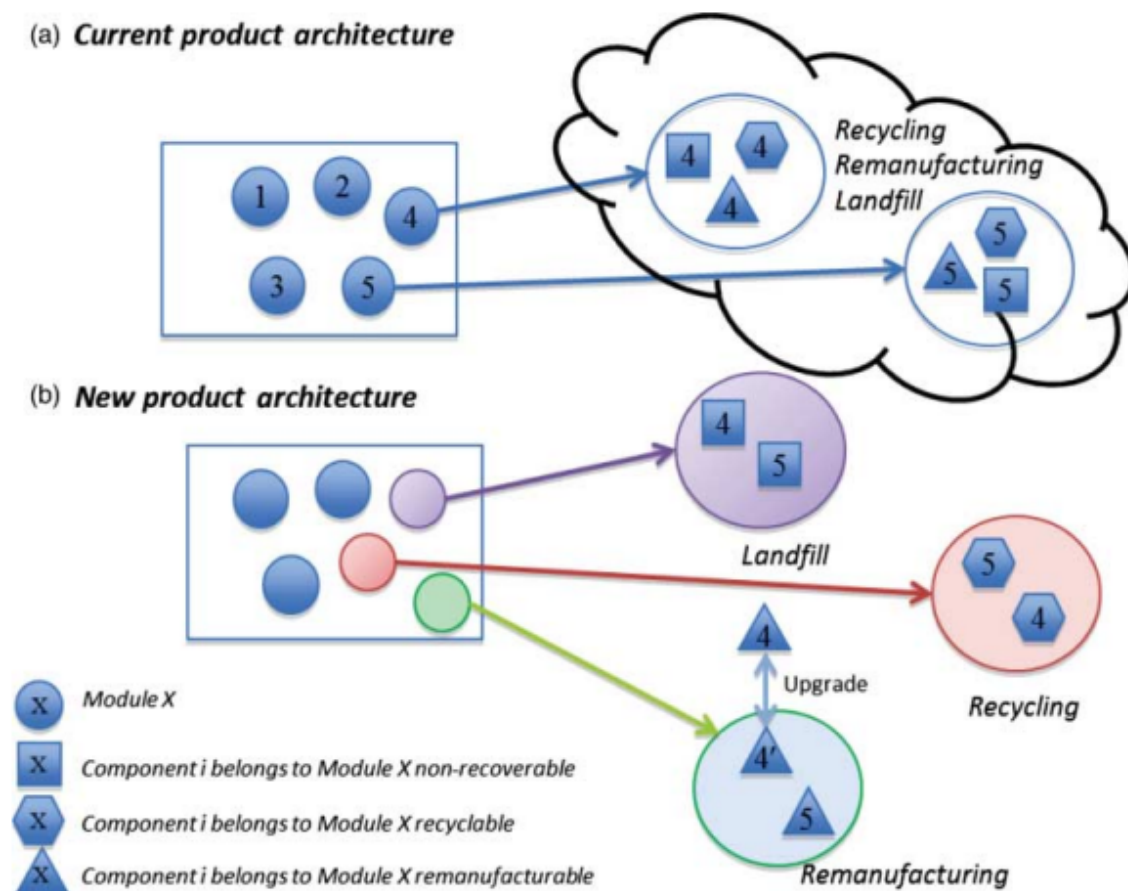 (a) Current product architecture
1
2
4
3
5
4
4
4
Recycling
Remanufacturing
Landfill
5
5
5
(b) New product architecture
4
5
Landfill
5
4
Recycling
4
Upgrade
4′
5
Remanufacturing
X Module X
X Component i belongs to Module X non-recoverable
X Component i belongs to Module X recyclable
X Component i belongs to Module X remanufacturable